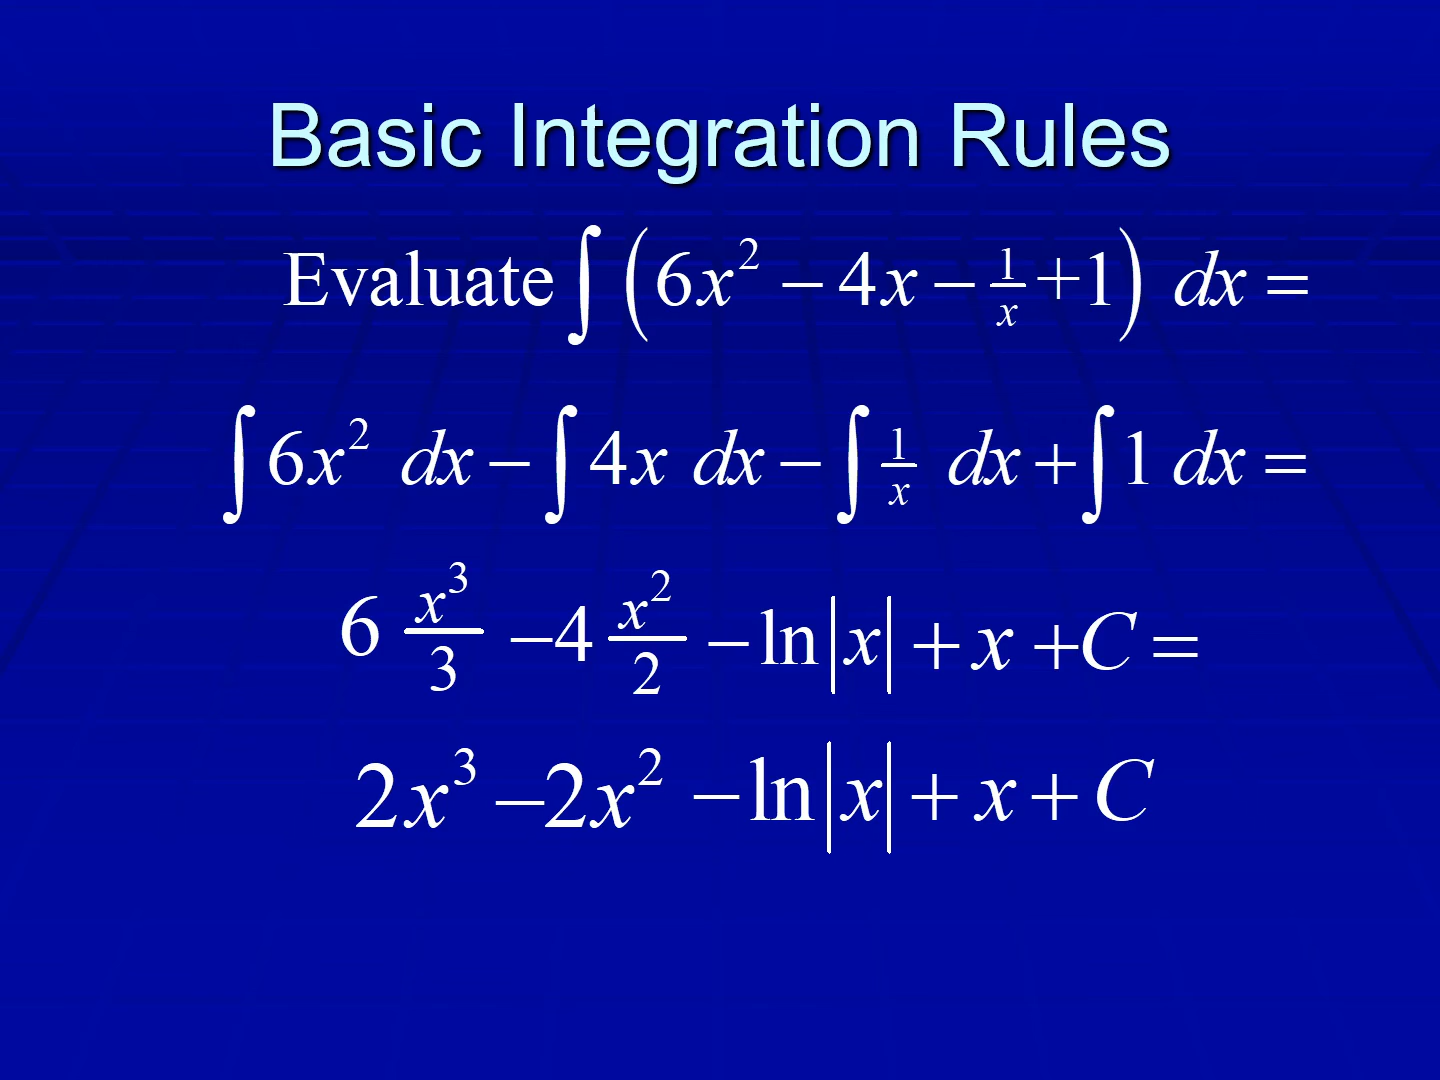 Basic Integration Rules
Evaluate ∫ (6x² − 4x − 1/x + 1) dx =
∫ 6x² dx − ∫ 4x dx − ∫ 1/x dx + ∫ 1 dx =
6 x³/3 − 4 x²/2 − ln|x| + x + C =
2x³ − 2x² − ln|x| + x + C